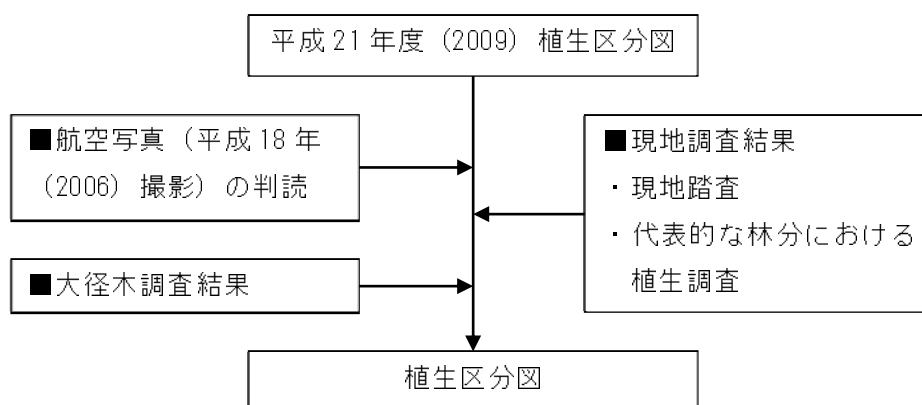 平成21年度（2009）植生区分図
■航空写真（平成18年
（2006）撮影）の判読
■現地調査結果
・現地踏査
・代表的な林分における
植生調査
■大径木調査結果
植生区分図